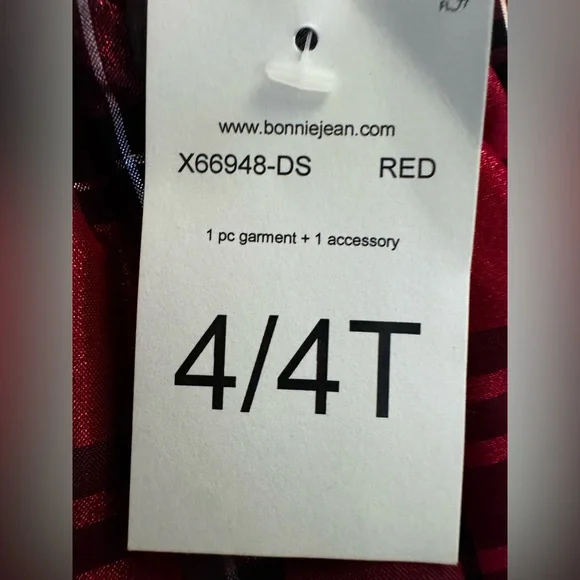 www.bonniejean.com
X66948-DS RED
1 pc garment + 1 accessory
4/4T